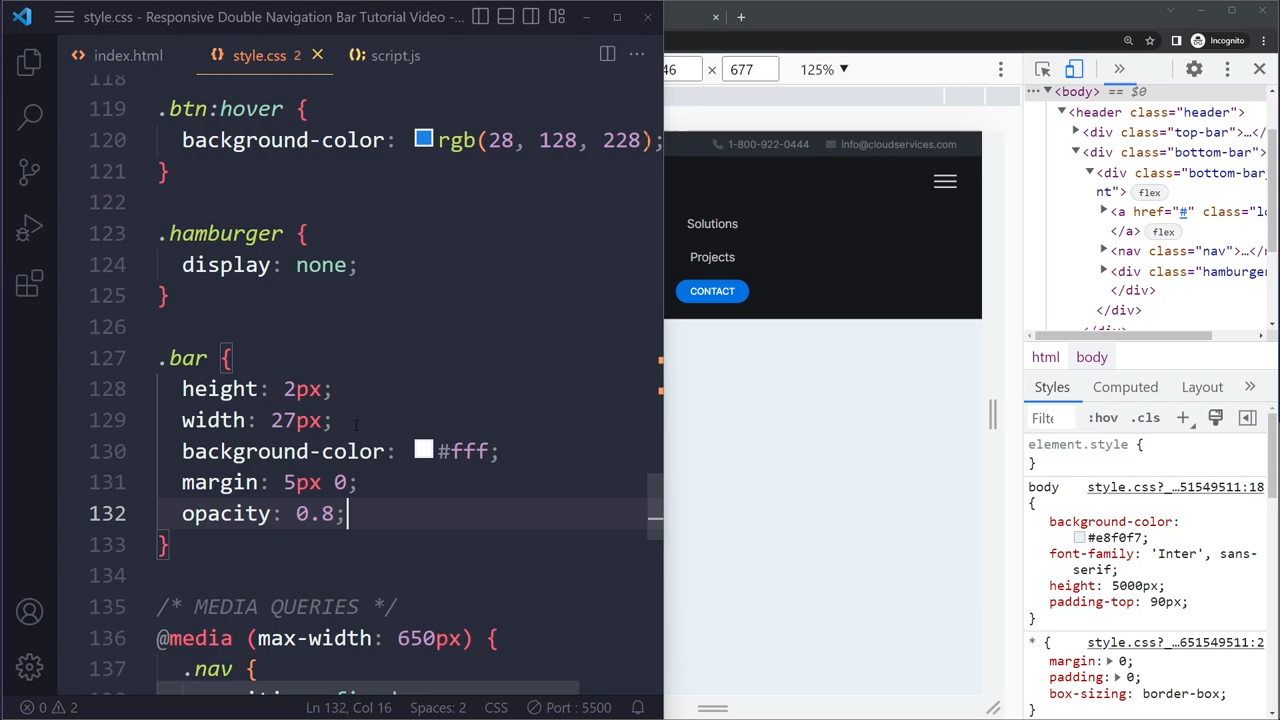 style.css - Responsive Double Navigation Bar Tutorial Video -...
Incognito
index.html
style.css 2
script.js
46 × 677 125%
118
119 .btn:hover {
120 background-color: rgb(28, 128, 228);
121 }
122
123 .hamburger {
124 display: none;
125 }
126
127 .bar {
128 height: 2px;
129 width: 27px;
130 background-color: #fff;
131 margin: 5px 0;
132 opacity: 0.8;
133 }
134
135 /* MEDIA QUERIES */
136 @media (max-width: 650px) {
137 .nav {
0 2
Ln 132, Col 16
Spaces: 2
CSS
Port : 5500
1-800-922-0444
info@cloudservices.com
Solutions
Projects
CONTACT
<body> == $0
<header class="header">
<div class="top-bar">…</
<div class="bottom-bar">
<div class="bottom-bar_
nt"> flex
<a href="#" class="lo
</a> flex
<nav class="nav">…</
<div class="hamburge
</div>
</div>
html body
Styles Computed Layout
Filte :hov .cls
element.style {
}
body style.css?_…51549511:18
{
background-color:
#e8f0f7;
font-family: 'Inter', sans-
serif;
height: 5000px;
padding-top: 90px;
}
* { style.css?_…651549511:2
margin: 0;
padding: 0;
box-sizing: border-box;
}